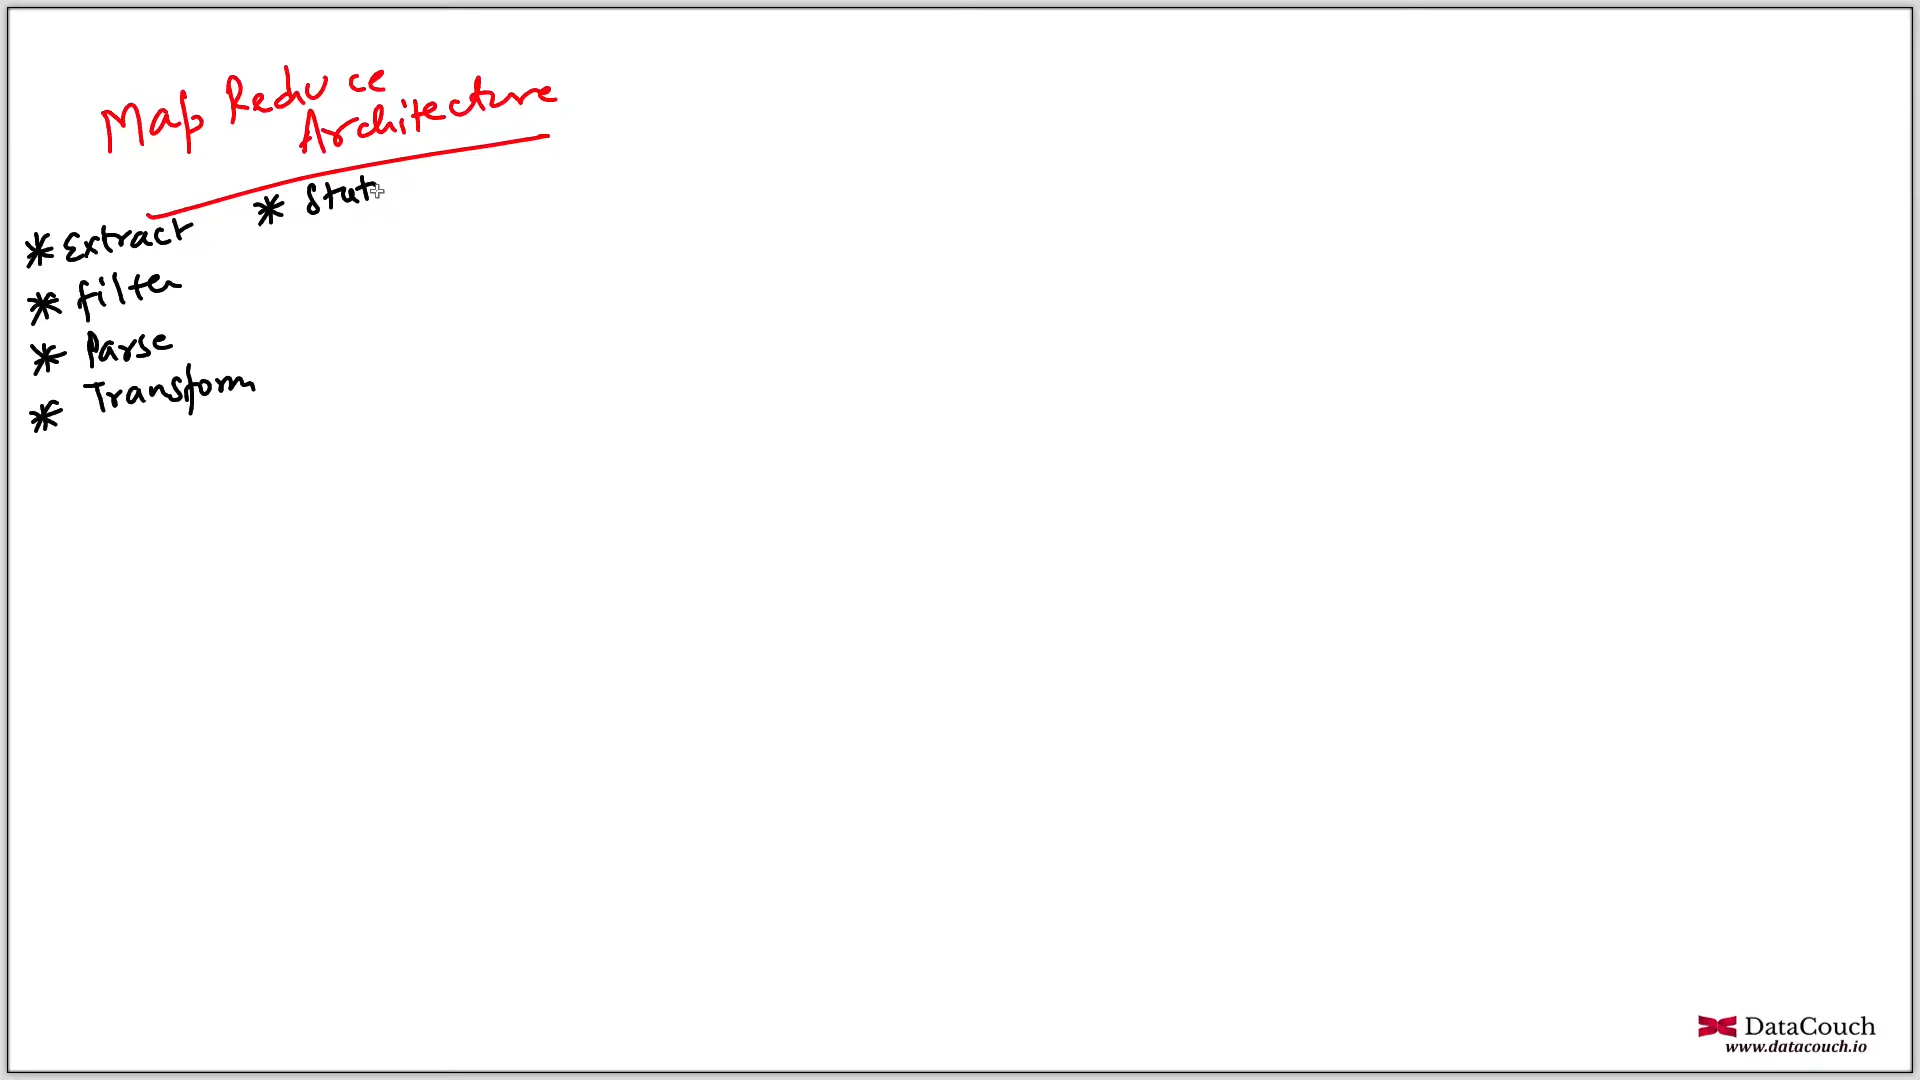 Map Reduce
Architecture
* Stat
* Extract
* filter
* Parse
* Transform
DataCouch
www.datacouch.io